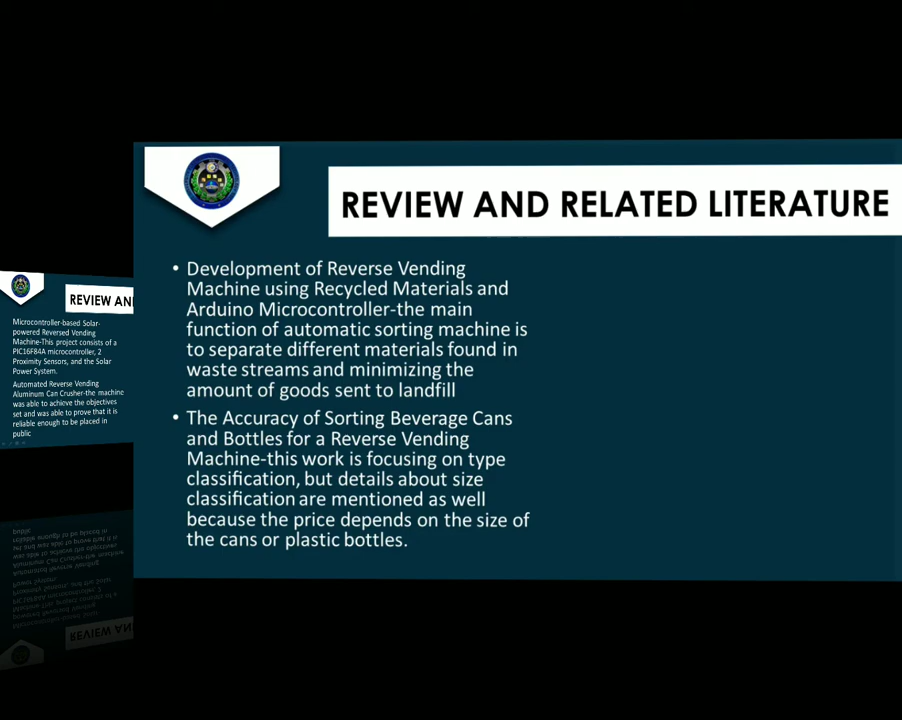 REVIEW AND RELATED LITERATURE
• Development of Reverse Vending
Machine using Recycled Materials and
Arduino Microcontroller-the main
function of automatic sorting machine is
to separate different materials found in
waste streams and minimizing the
amount of goods sent to landfill
• The Accuracy of Sorting Beverage Cans
and Bottles for a Reverse Vending
Machine-this work is focusing on type
classification, but details about size
classification are mentioned as well
because the price depends on the size of
the cans or plastic bottles.
REVIEW AN
Microcontroller-based Solar-
powered Reversed Vending
Machine-This project consists of a
PIC16F84A microcontroller, 2
Proximity Sensors, and the Solar
Power System.
Automated Reverse Vending
Aluminum Can Crusher-the machine
was able to achieve the objectives
set and was able to prove that it is
reliable enough to be placed in
public